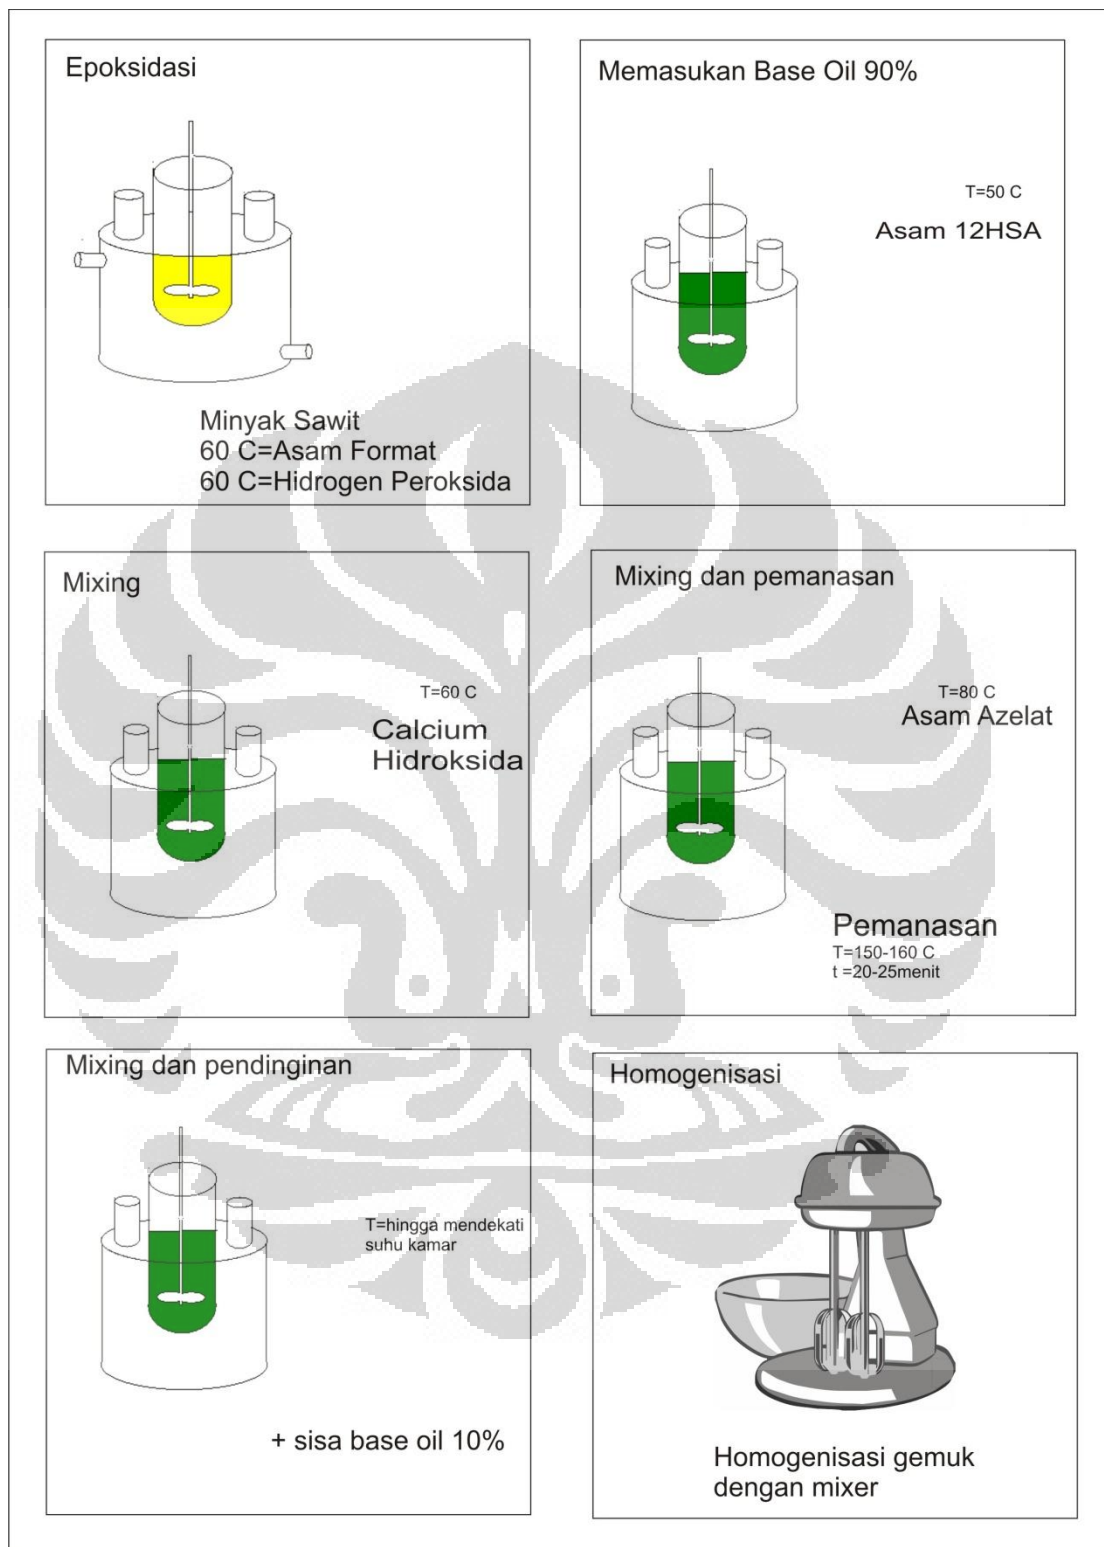 Epoksidasi
Minyak Sawit
60 C=Asam Format
60 C=Hidrogen Peroksida
Memasukan Base Oil 90%
T=50 C
Asam 12HSA
Mixing
T=60 C
Calcium
Hidroksida
Mixing dan pemanasan
T=80 C
Asam Azelat
Pemanasan
T=150-160 C
t =20-25menit
Mixing dan pendinginan
T=hingga mendekati
suhu kamar
+ sisa base oil 10%
Homogenisasi
Homogenisasi gemuk
dengan mixer